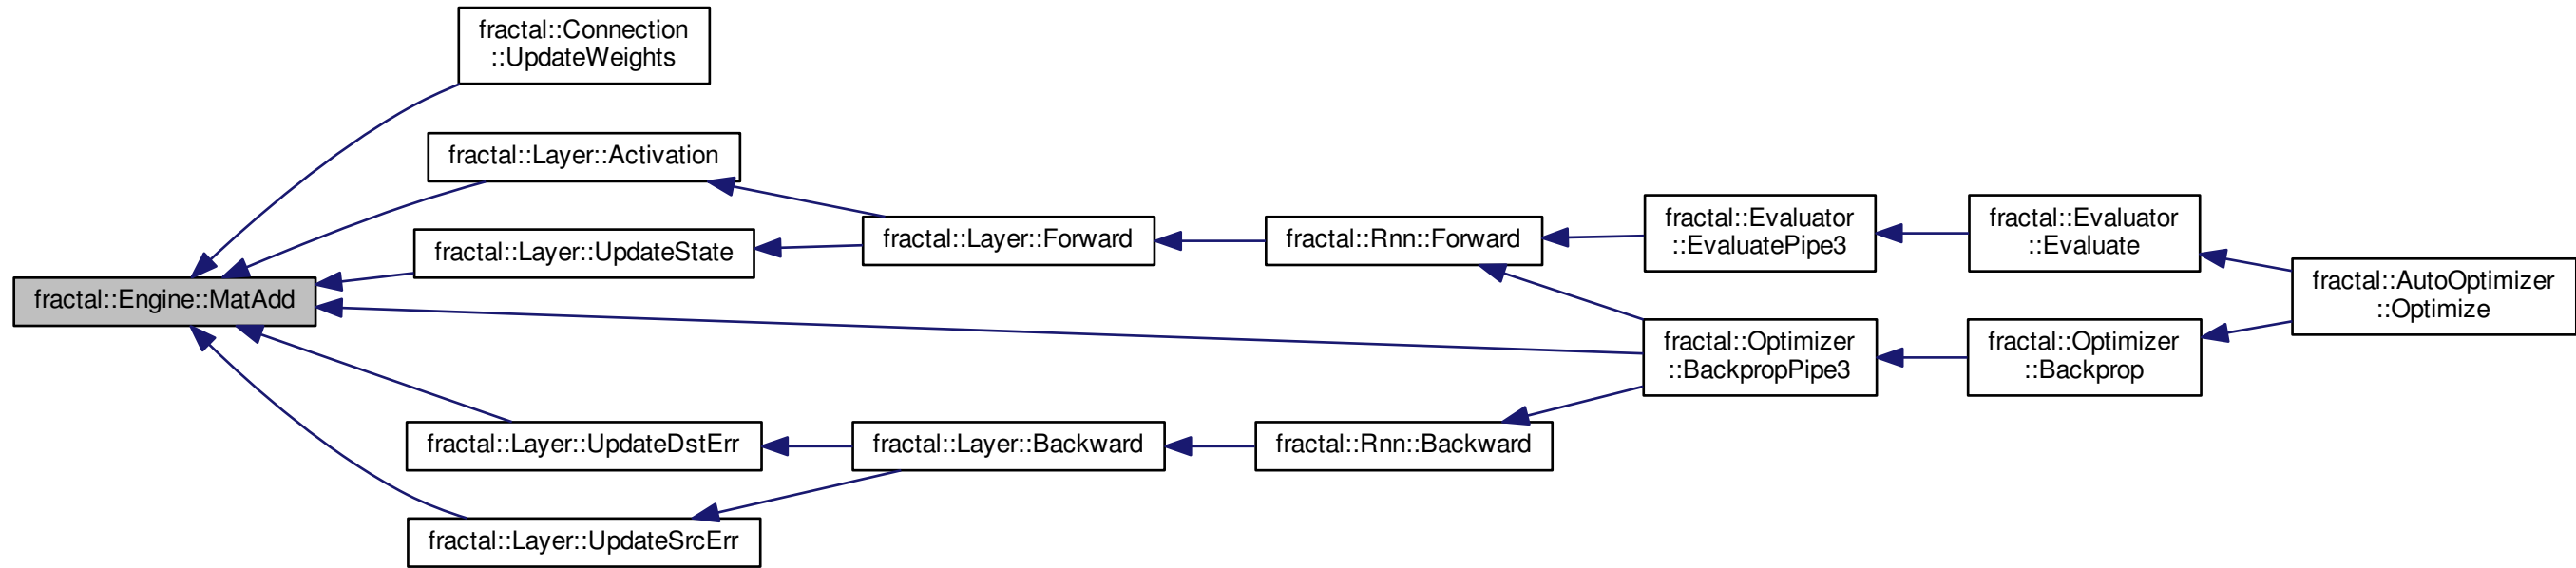 fractal::Connection
::UpdateWeights
fractal::Layer::Activation
fractal::Layer::UpdateState
fractal::Layer::Forward
fractal::Rnn::Forward
fractal::Evaluator
::EvaluatePipe3
fractal::Evaluator
::Evaluate
fractal::Engine::MatAdd
fractal::AutoOptimizer
::Optimize
fractal::Optimizer
::BackpropPipe3
fractal::Optimizer
::Backprop
fractal::Layer::UpdateDstErr
fractal::Layer::Backward
fractal::Rnn::Backward
fractal::Layer::UpdateSrcErr